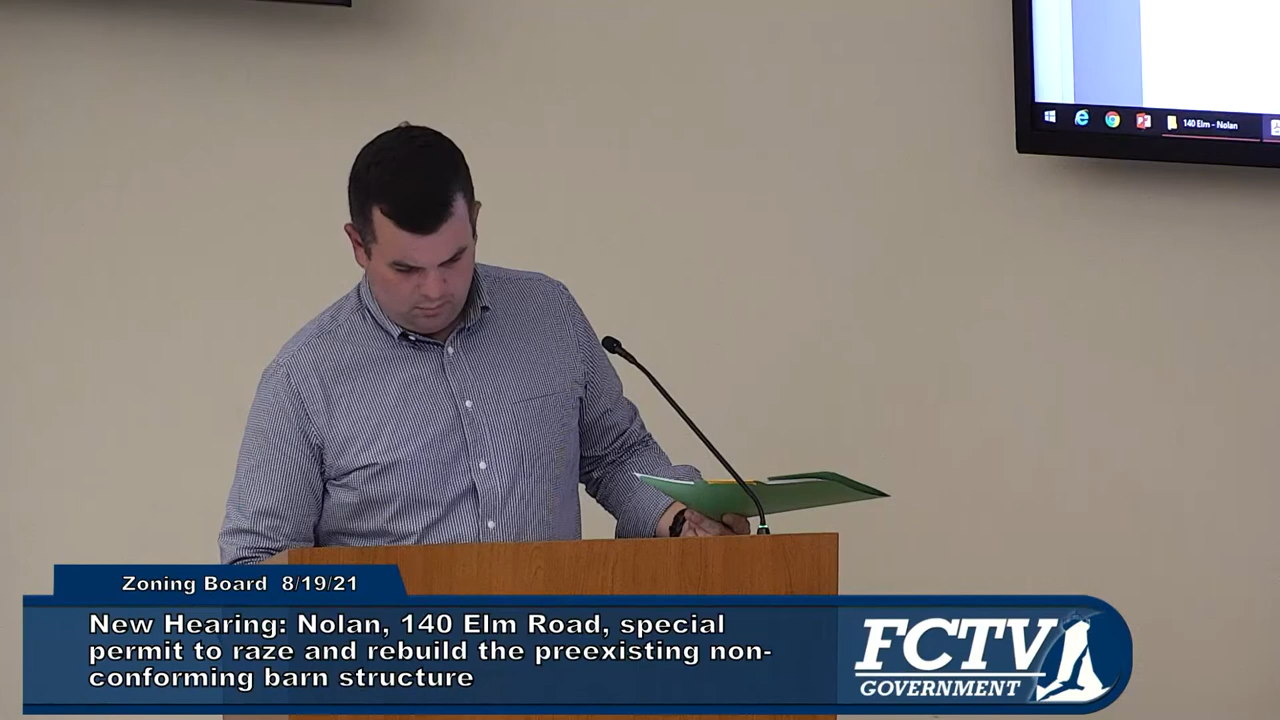 140 Elm - Nolan
Zoning Board 8/19/21
New Hearing: Nolan, 140 Elm Road, special
permit to raze and rebuild the preexisting non-
conforming barn structure
FCTV
GOVERNMENT